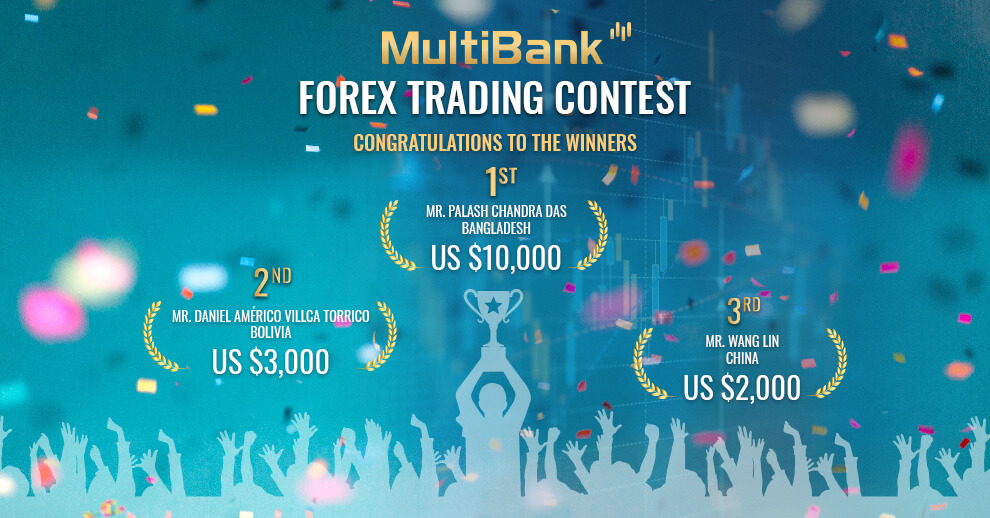 MultiBank
FOREX TRADING CONTEST
CONGRATULATIONS TO THE WINNERS
1ST
MR. PALASH CHANDRA DAS
BANGLADESH
US $10,000
2ND
MR. DANIEL AMÉRICO VILLCA TORRICO
BOLIVIA
US $3,000
3RD
MR. WANG LIN
CHINA
US $2,000